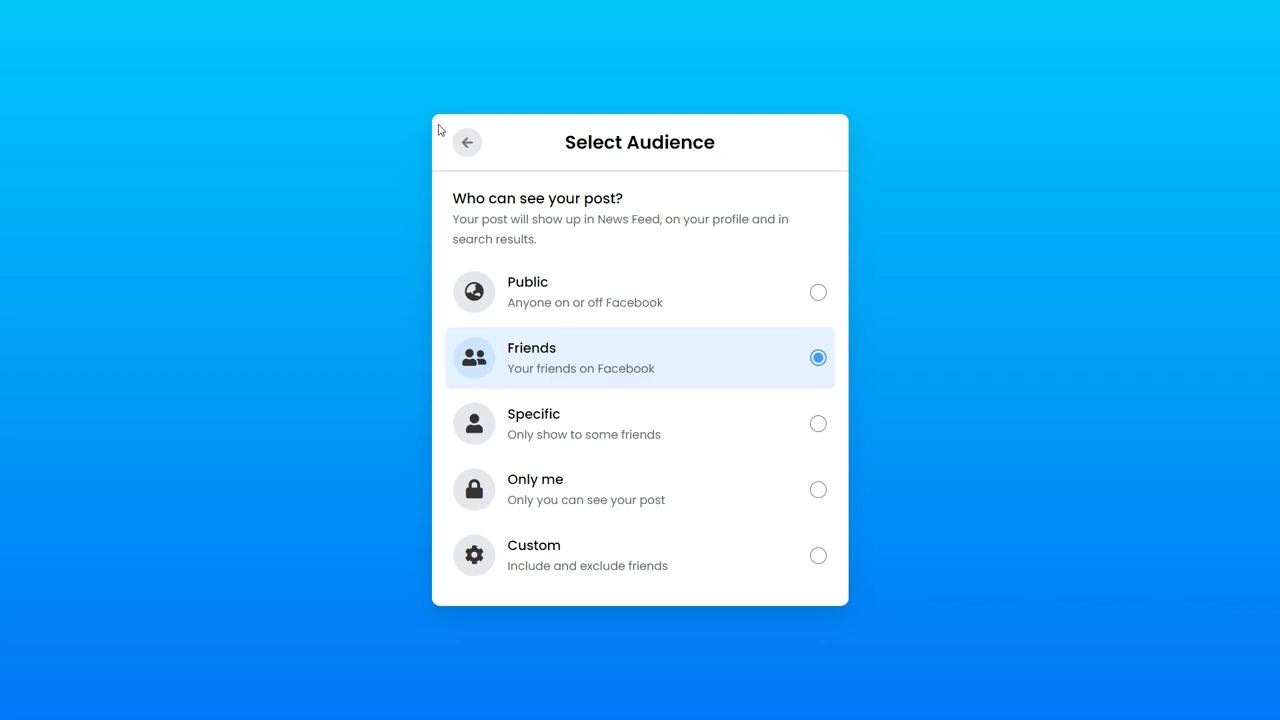 Select Audience
Who can see your post?
Your post will show up in News Feed, on your profile and in
search results.
Public
Anyone on or off Facebook
Friends
Your friends on Facebook
Specific
Only show to some friends
Only me
Only you can see your post
Custom
Include and exclude friends